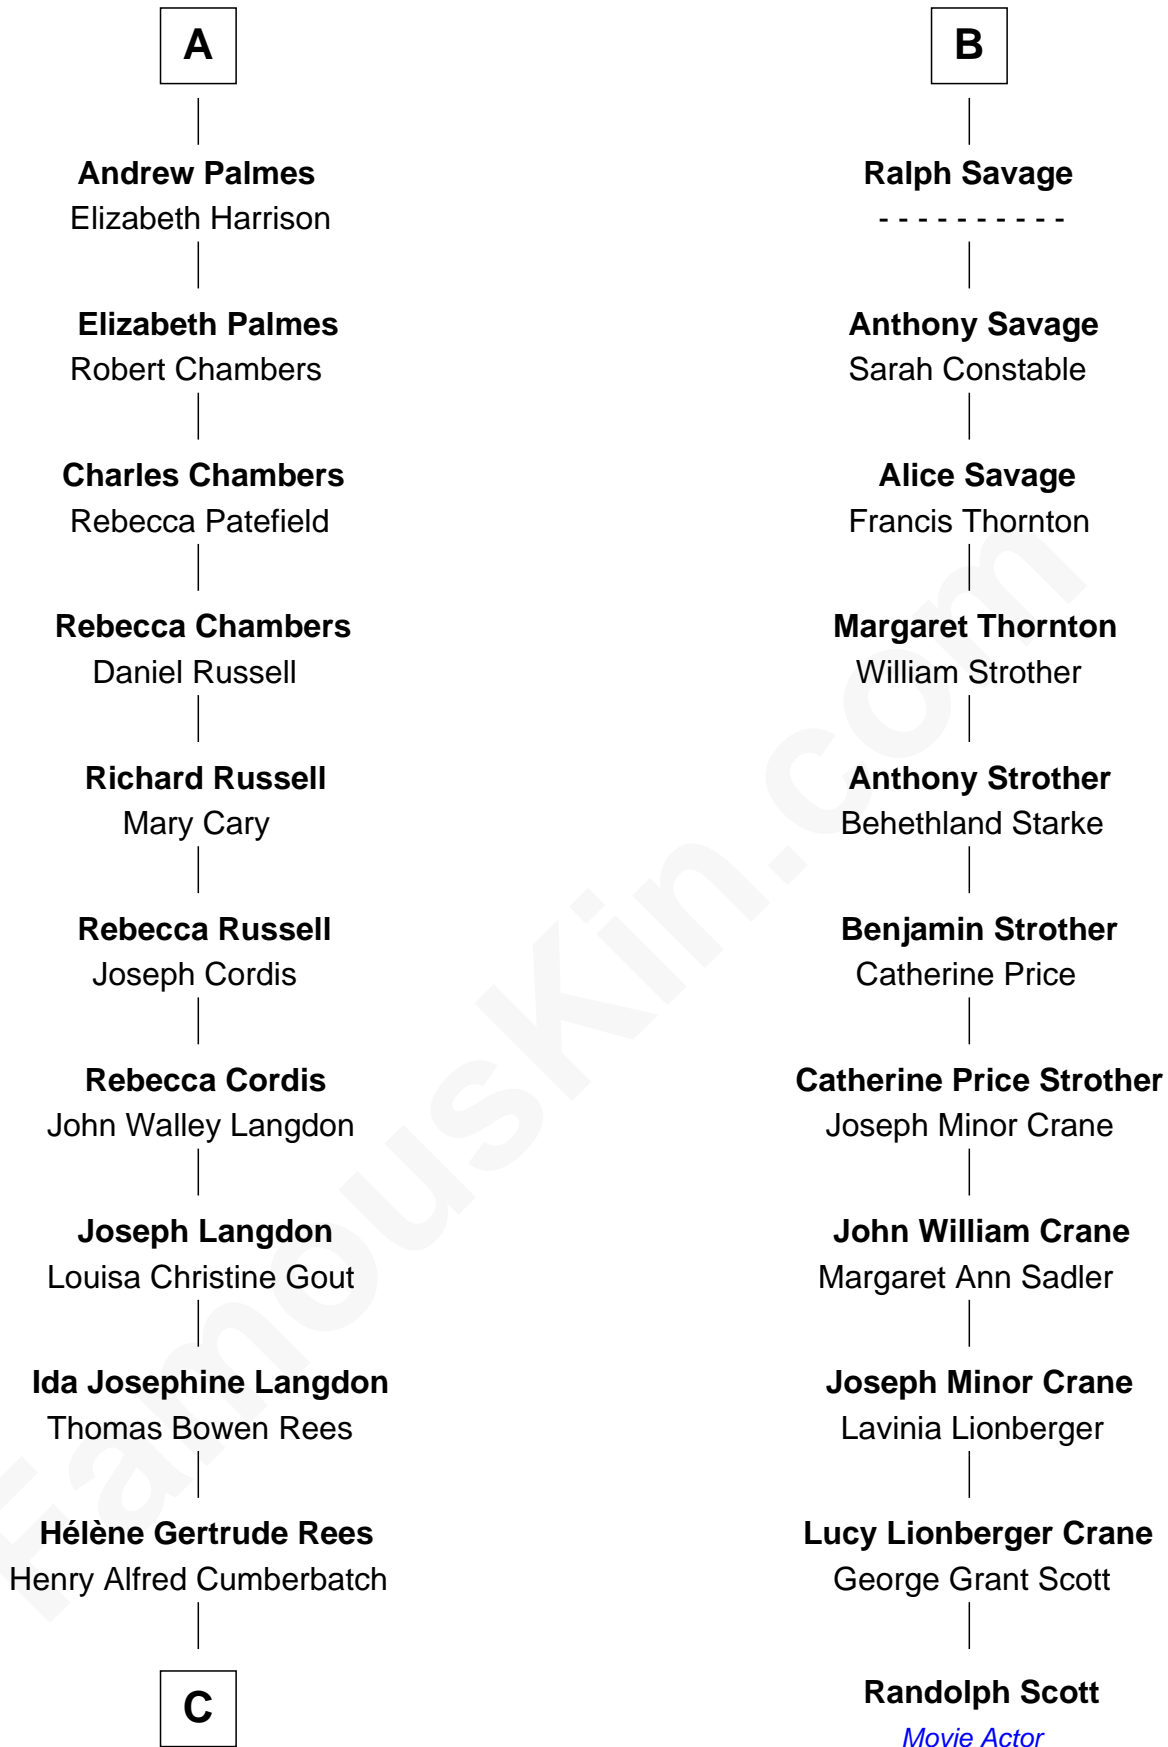 A
Andrew Palmes
Elizabeth Harrison
Elizabeth Palmes
Robert Chambers
Charles Chambers
Rebecca Patefield
Rebecca Chambers
Daniel Russell
Richard Russell
Mary Cary
Rebecca Russell
Joseph Cordis
Rebecca Cordis
John Walley Langdon
Joseph Langdon
Louisa Christine Gout
Ida Josephine Langdon
Thomas Bowen Rees
Hélène Gertrude Rees
Henry Alfred Cumberbatch
C
B
Ralph Savage
- - - - - - - - - -
Anthony Savage
Sarah Constable
Alice Savage
Francis Thornton
Margaret Thornton
William Strother
Anthony Strother
Behethland Starke
Benjamin Strother
Catherine Price
Catherine Price Strother
Joseph Minor Crane
John William Crane
Margaret Ann Sadler
Joseph Minor Crane
Lavinia Lionberger
Lucy Lionberger Crane
George Grant Scott
Randolph Scott
Movie Actor
FamousKin.com